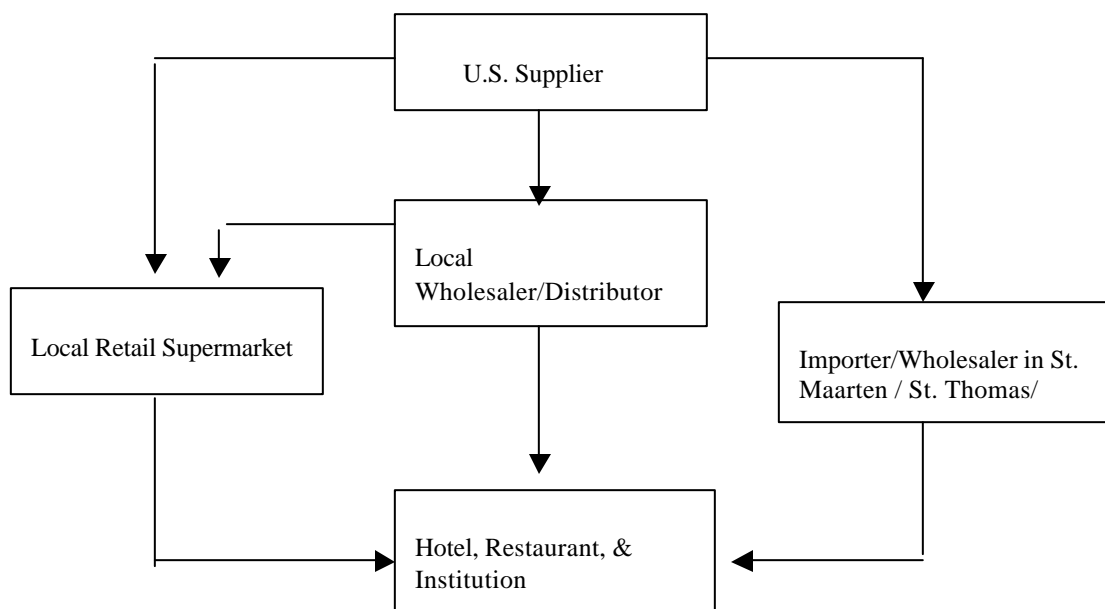 U.S. Supplier
Local
Wholesaler/Distributor
Local Retail Supermarket
Importer/Wholesaler in St.
Maarten / St. Thomas/
Hotel, Restaurant, &
Institution